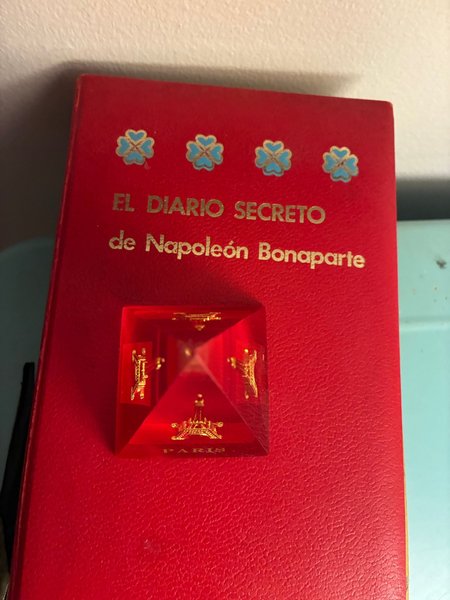 EL DIARIO SECRETO
de Napoleón Bonaparte
PARIS